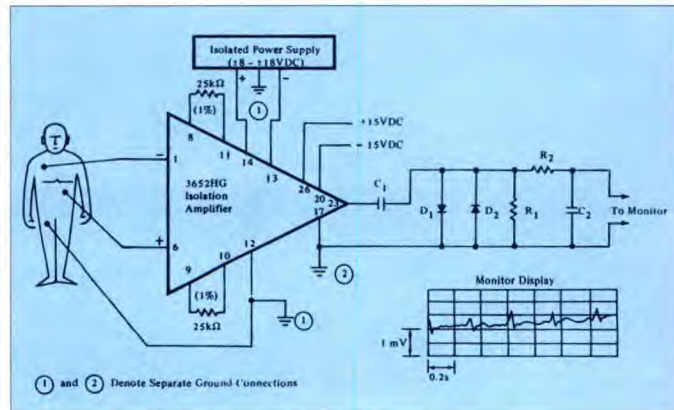 Isolated Power Supply
(±8 – ±18VDC)
+ –
25kΩ
(1%)
1
8
11
14
13
+15VDC
– 15VDC
–
1
3652HG
Isolation
Amplifier
26
20
23
17
C1
D1
D2
R1
R2
C2
To Monitor
+
6
10
12
9
(1%)
25kΩ
1
2
Monitor Display
1 mV
0.2s
1 and 2 Denote Separate Ground Connections